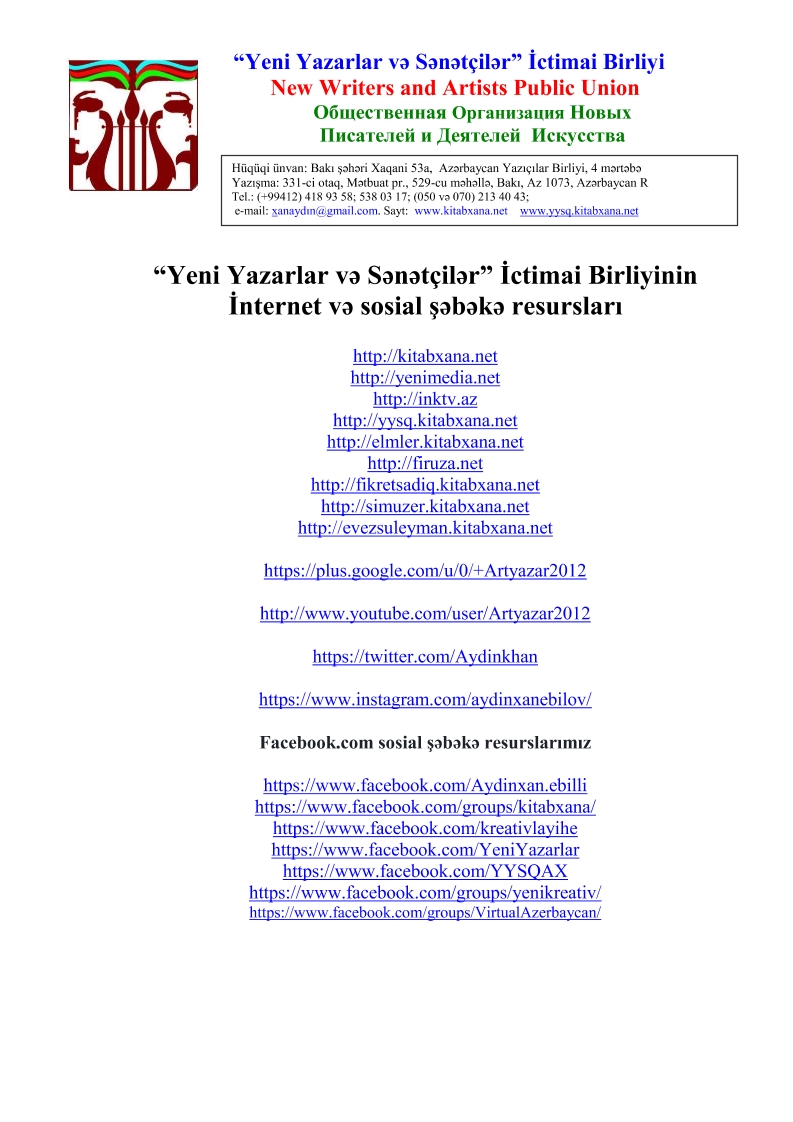 “Yeni Yazarlar və Sənətçilər” İctimai Birliyi
New Writers and Artists Public Union
Общественная Организация Новых
Писателей и Деятелей Искусства
Hüqüqi ünvan: Bakı şəhəri Xaqani 53a, Azərbaycan Yazıçılar Birliyi, 4 mərtəbə
Yazışma: 331-ci otaq, Mətbuat pr., 529-cu məhəllə, Bakı, Az 1073, Azərbaycan R
Tel.: (+99412) 418 93 58; 538 03 17; (050 və 070) 213 40 43;
e-mail: xanaydın@gmail.com. Sayt: www.kitabxana.net www.yysq.kitabxana.net
“Yeni Yazarlar və Sənətçilər” İctimai Birliyinin
İnternet və sosial şəbəkə resursları
http://kitabxana.net
http://yenimedia.net
http://inktv.az
http://yysq.kitabxana.net
http://elmler.kitabxana.net
http://firuza.net
http://fikretsadiq.kitabxana.net
http://simuzer.kitabxana.net
http://evezsuleyman.kitabxana.net
https://plus.google.com/u/0/+Artyazar2012
http://www.youtube.com/user/Artyazar2012
https://twitter.com/Aydinkhan
https://www.instagram.com/aydinxanebilov/
Facebook.com sosial şəbəkə resurslarımız
https://www.facebook.com/Aydinxan.ebilli
https://www.facebook.com/groups/kitabxana/
https://www.facebook.com/kreativlayihe
https://www.facebook.com/YeniYazarlar
https://www.facebook.com/YYSQAX
https://www.facebook.com/groups/yenikreativ/
https://www.facebook.com/groups/VirtualAzerbaycan/